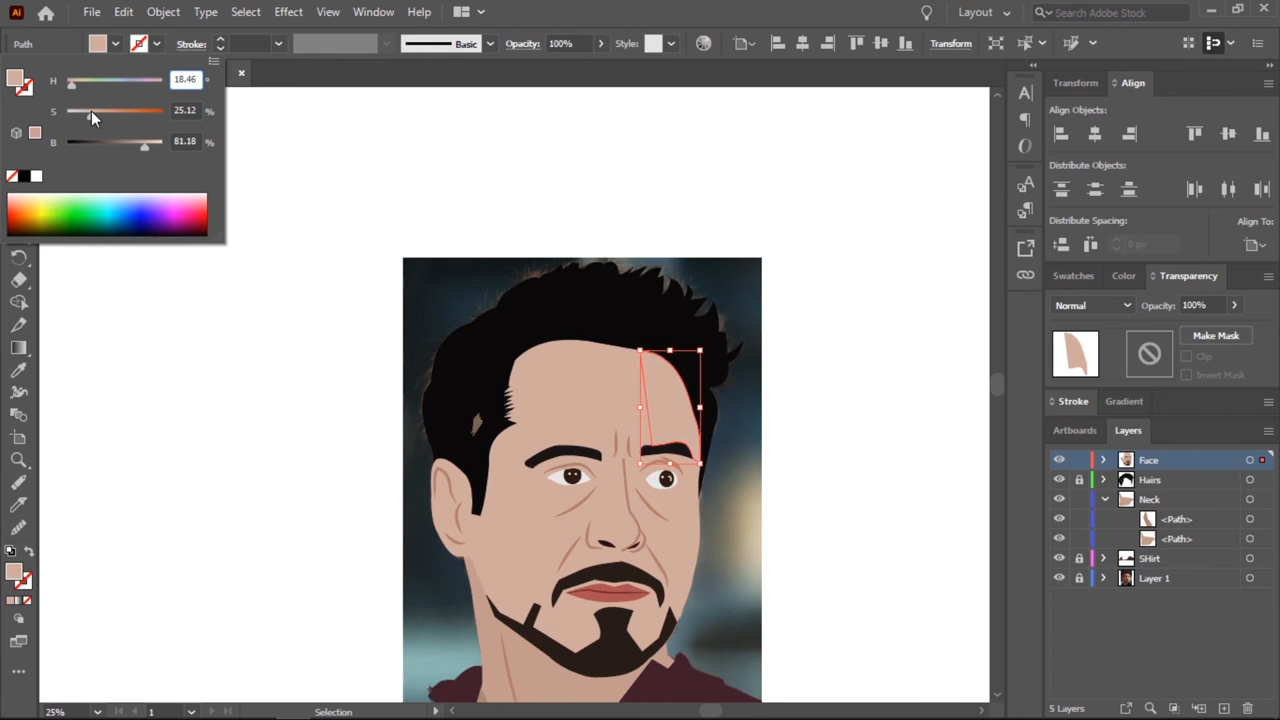 Ai File Edit Object Type Select Effect View Window Help Layout Search Adobe Stock
Path Stroke: Basic Opacity: 100% Style: Transform
H 18.46 °
S 25.12 %
B 81.18 %
Transform Align
Align Objects:
Distribute Objects:
Distribute Spacing: Align To:
0 px
Swatches Color Transparency
Normal Opacity: 100%
Make Mask
Clip
Invert Mask
Stroke Gradient
Artboards Layers
Face
Hairs
Neck
<Path>
<Path>
SHirt
Layer 1
5 Layers
25% 1 Selection